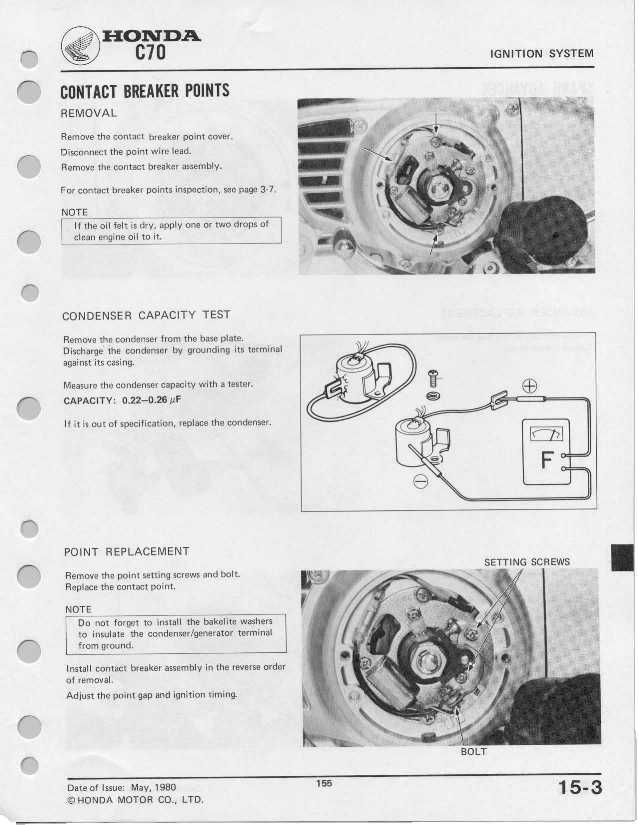 HONDA
C70
IGNITION SYSTEM
CONTACT BREAKER POINTS
REMOVAL
Remove the contact breaker point cover.
Disconnect the point wire lead.
Remove the contact breaker assembly.
For contact breaker points inspection, see page 3-7.
NOTE
If the oil felt is dry, apply one or two drops of
clean engine oil to it.
CONDENSER CAPACITY TEST
Remove the condenser from the base plate.
Discharge the condenser by grounding its terminal
against its casing.
Measure the condenser capacity with a tester.
CAPACITY: 0.22–0.26 μF
If it is out of specification, replace the condenser.
⊕
F
⊖
POINT REPLACEMENT
SETTING SCREWS
Remove the point setting screws and bolt.
Replace the contact point.
NOTE
Do not forget to install the bakelite washers
to insulate the condenser/generator terminal
from ground.
Install contact breaker assembly in the reverse order
of removal.
Adjust the point gap and ignition timing.
BOLT
Date of Issue: May, 1980
© HONDA MOTOR CO., LTD.
155
15-3